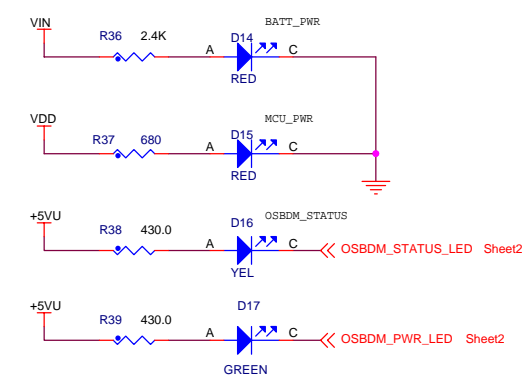 VIN R36 2.4K D14 BATT_PWR
A C
RED
VDD R37 680 D15 MCU_PWR
A C
RED
+5VU R38 430.0 D16 OSBDM_STATUS
A C OSBDM_STATUS_LED Sheet2
YEL
+5VU R39 430.0 D17
A C OSBDM_PWR_LED Sheet2
GREEN